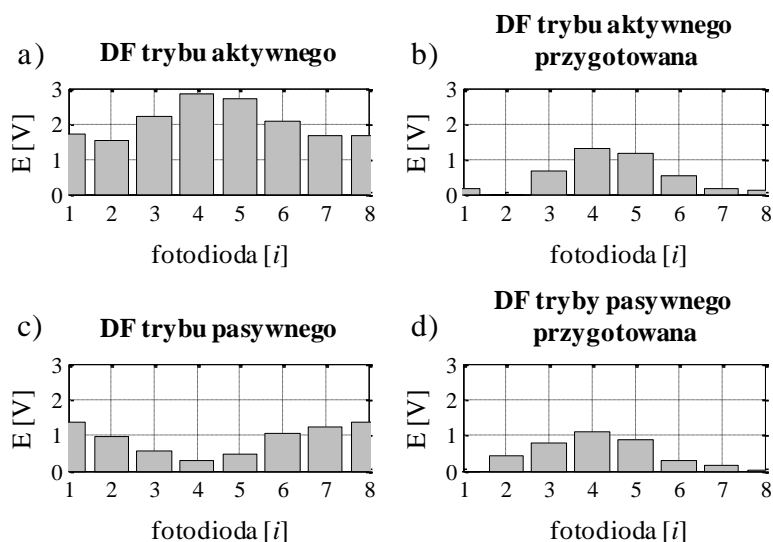 a)
DF trybu aktywnego
3
2
1
0
E [V]
1 2 3 4 5 6 7 8
fotodioda [i]
b)
DF trybu aktywnego
przygotowana
3
2
1
0
E [V]
1 2 3 4 5 6 7 8
fotodioda [i]
c)
DF trybu pasywnego
3
2
1
0
E [V]
1 2 3 4 5 6 7 8
fotodioda [i]
d)
DF tryby pasywnego
przygotowana
3
2
1
0
E [V]
1 2 3 4 5 6 7 8
fotodioda [i]